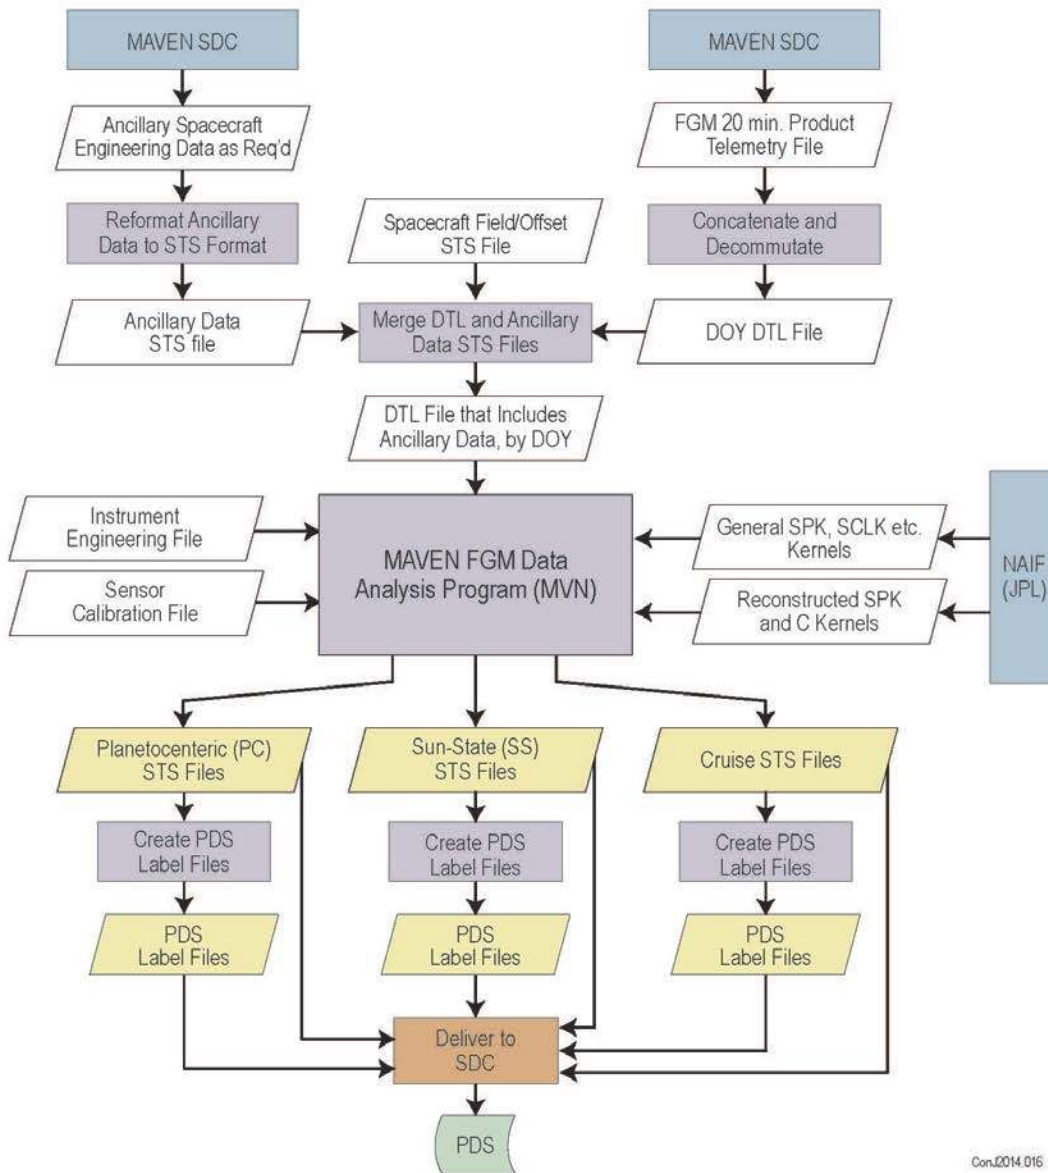 MAVEN SDC
MAVEN SDC
Ancillary Spacecraft
Engineering Data as Req'd
FGM 20 min. Product
Telemetry File
Reformat Ancillary
Data to STS Format
Spacecraft Field/Offset
STS File
Concatenate and
Decommutate
Ancillary Data
STS file
Merge DTL and Ancillary
Data STS Files
DOY DTL File
DTL File that Includes
Ancillary Data, by DOY
Instrument
Engineering File
MAVEN FGM Data
Analysis Program (MVN)
General SPK, SCLK etc.
Kernels
NAIF
(JPL)
Sensor
Calibration File
Reconstructed SPK
and C Kernels
Planetocenteric (PC)
STS Files
Sun-State (SS)
STS Files
Cruise STS Files
Create PDS
Label Files
Create PDS
Label Files
Create PDS
Label Files
PDS
Label Files
PDS
Label Files
PDS
Label Files
Deliver to
SDC
PDS
ConJ2014.016